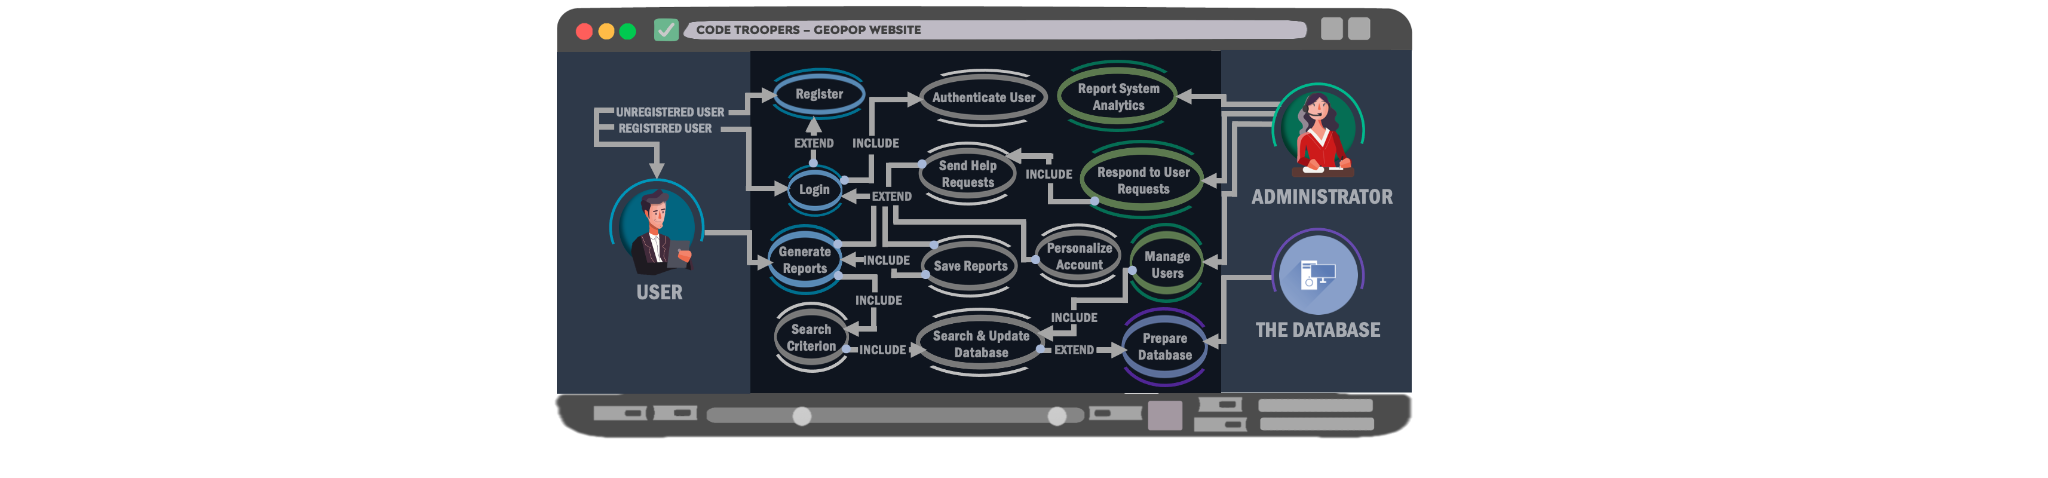 CODE TROOPERS – GEOPOP WEBSITE
UNREGISTERED USER
REGISTERED USER
USER
Register
EXTEND
INCLUDE
Login
EXTEND
Authenticate User
Report System
Analytics
Send Help
Requests
INCLUDE
Respond to User
Requests
Generate
Reports
INCLUDE
Save Reports
Personalize
Account
Manage
Users
INCLUDE
INCLUDE
Search
Criterion
INCLUDE
Search & Update
Database
EXTEND
Prepare
Database
ADMINISTRATOR
THE DATABASE